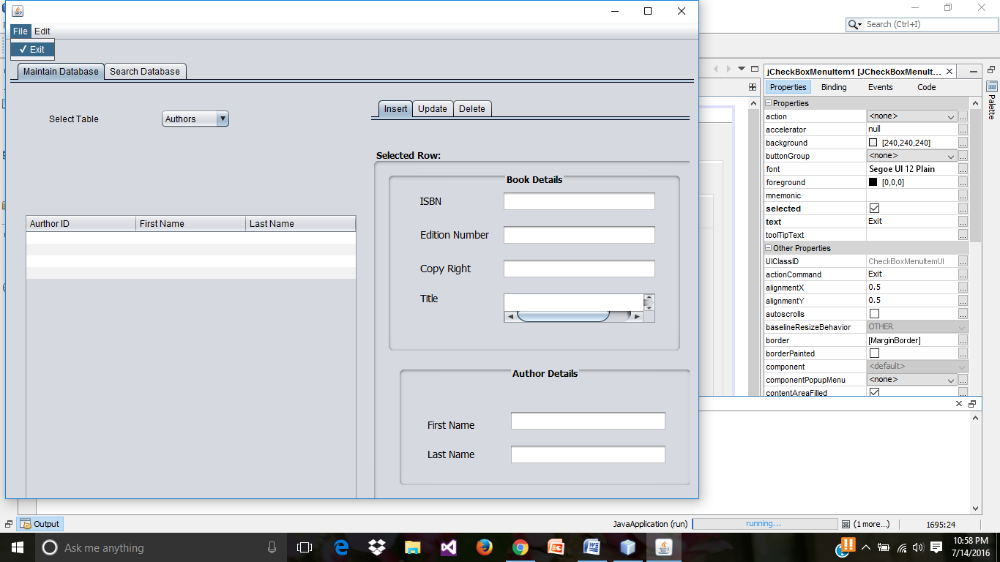 File Edit
✓ Exit
Maintain Database Search Database
Select Table Authors
Insert Update Delete
Selected Row:
Book Details
ISBN
Edition Number
Copy Right
Title
Aurthor ID First Name Last Name
Author Details
First Name
Last Name
Search (Ctrl+I)
jCheckBoxMenuItem1 [JCheckBoxMenuIt...
Properties Binding Events Code
Palette
Properties
action <none> ...
accelerator null ...
background [240,240,240] ...
buttonGroup <none> ...
font Segoe UI 12 Plain ...
foreground [0,0,0] ...
mnemonic ...
selected ...
text Exit ...
toolTipText ...
Other Properties
UIClassID CheckBoxMenuItemUI ...
actionCommand Exit ...
alignmentX 0.5 ...
alignmentY 0.5 ...
autoscrolls ...
baselineResizeBehavior OTHER ...
border [MarginBorder] ...
borderPainted ...
component <default> ...
componentPopupMenu <none> ...
contentAreaFilled ...
Output JavaApplication (run) running... (1 more...) 1695:24
Ask me anything
10:58 PM
7/14/2016